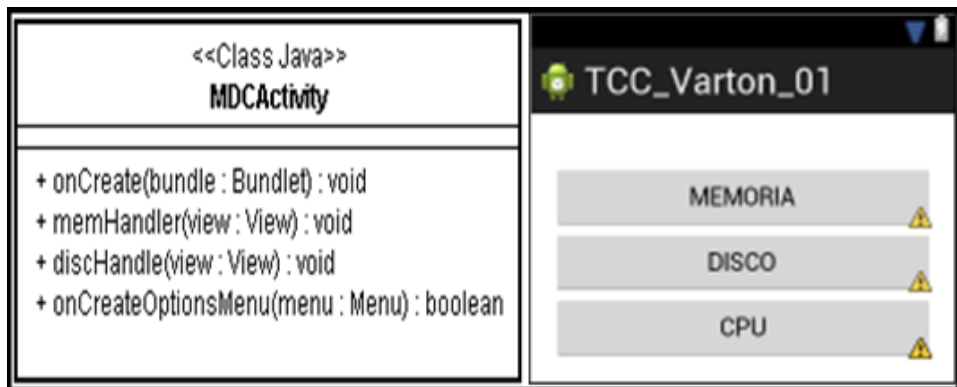 <<Class Java>>
MDCActivity
+ onCreate(bundle : Bundlet) : void
+ memHandler(view : View) : void
+ discHandle(view : View) : void
+ onCreateOptionsMenu(menu : Menu) : boolean
TCC_Varton_01
MEMORIA
DISCO
CPU